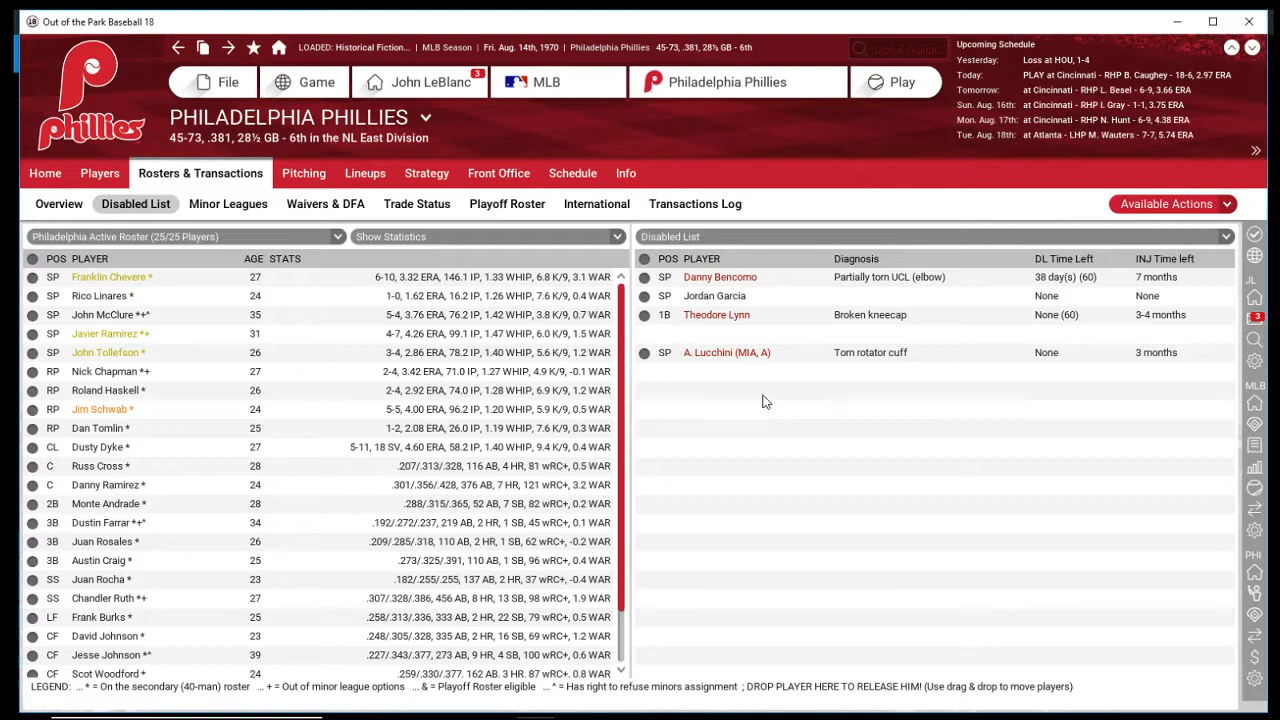 Out of the Park Baseball 18
LOADED: Historical Fiction... | MLB Season | Fri. Aug. 14th, 1970 | Philadelphia Phillies 45-73, .381, 28½ GB - 6th
Global Search...
File
Game
John LeBlanc
3
MLB
Philadelphia Phillies
Play
Phillies
PHILADELPHIA PHILLIES
45-73, .381, 28½ GB - 6th in the NL East Division
Upcoming Schedule
Yesterday: Loss at HOU, 1-4
Today: PLAY at Cincinnati - RHP B. Caughey - 18-6, 2.97 ERA
Tomorrow: at Cincinnati - RHP L. Besel - 6-9, 3.66 ERA
Sun. Aug. 16th: at Cincinnati - RHP I. Gray - 1-1, 3.75 ERA
Mon. Aug. 17th: at Cincinnati - RHP N. Hunt - 6-9, 4.38 ERA
Tue. Aug. 18th: at Atlanta - LHP M. Wauters - 7-7, 5.74 ERA
Home Players Rosters & Transactions Pitching Lineups Strategy Front Office Schedule Info
Overview Disabled List Minor Leagues Waivers & DFA Trade Status Playoff Roster International Transactions Log Available Actions
Philadelphia Active Roster (25/25 Players) Show Statistics
POS PLAYER AGE STATS
SP Franklin Chevere * 27 6-10, 3.32 ERA, 146.1 IP, 1.33 WHIP, 6.8 K/9, 3.1 WAR
SP Rico Linares * 24 1-0, 1.62 ERA, 16.2 IP, 1.26 WHIP, 7.6 K/9, 0.4 WAR
SP John McClure *+^ 35 5-4, 3.76 ERA, 76.2 IP, 1.42 WHIP, 3.8 K/9, 0.7 WAR
SP Javier Ramirez *+ 31 4-7, 4.26 ERA, 99.1 IP, 1.47 WHIP, 6.0 K/9, 1.5 WAR
SP John Tollefson * 26 3-4, 2.86 ERA, 78.2 IP, 1.40 WHIP, 5.6 K/9, 1.2 WAR
RP Nick Chapman *+ 27 2-4, 3.42 ERA, 71.0 IP, 1.27 WHIP, 4.2 K/9, -0.1 WAR
RP Roland Haskell * 26 2-4, 2.92 ERA, 74.0 IP, 1.28 WHIP, 6.9 K/9, 1.2 WAR
RP Jim Schwab * 24 5-5, 4.00 ERA, 96.2 IP, 1.19 WHIP, 5.9 K/9, 0.5 WAR
RP Dan Tomlin * 25 1-2, 2.08 ERA, 26.0 IP, 1.19 WHIP, 7.6 K/9, 0.3 WAR
CL Dusty Dyke * 27 5-11, 18 SV, 4.60 ERA, 58.2 IP, 1.40 WHIP, 9.4 K/9, 0.4 WAR
C Russ Cross * 28 .207/.313/.328, 116 AB, 4 HR, 81 wRC+, 0.5 WAR
C Danny Ramirez * 24 .301/.356/.428, 376 AB, 7 HR, 121 wRC+, 3.2 WAR
2B Monte Andrade * 28 .288/.315/.365, 52 AB, 7 SB, 82 wRC+, 0.2 WAR
3B Dustin Farrar *+^ 34 .192/.272/.237, 219 AB, 2 HR, 1 SB, 45 wRC+, 0.1 WAR
3B Juan Rosales * 26 .209/.285/.318, 110 AB, 2 HR, 1 SB, 62 wRC+, -0.2 WAR
3B Austin Craig * 25 .273/.325/.391, 110 AB, 1 SB, 96 wRC+, 0.4 WAR
SS Juan Rocha * 23 .182/.255/.255, 137 AB, 2 HR, 37 wRC+, -0.4 WAR
SS Chandler Ruth *+ 27 .307/.328/.386, 456 AB, 8 HR, 13 SB, 98 wRC+, 1.9 WAR
LF Frank Burks * 25 .258/.313/.336, 333 AB, 2 HR, 22 SB, 79 wRC+, 0.5 WAR
CF David Johnson * 23 .248/.305/.328, 335 AB, 2 HR, 16 SB, 69 wRC+, 1.2 WAR
CF Jesse Johnson *^ 39 .227/.343/.377, 273 AB, 9 HR, 4 SB, 100 wRC+, 0.6 WAR
CF Scot Woodford * 24 .259/.330/.377, 162 AB, 3 HR, 87 wRC+, 0.8 WAR
Disabled List
POS PLAYER Diagnosis DL Time Left INJ Time left
SP Danny Bencomo Partially torn UCL (elbow) 38 day(s) (60) 7 months
SP Jordan Garcia None None
1B Theodore Lynn Broken kneecap None (60) 3-4 months
SP A. Lucchini (MIA, A) Torn rotator cuff None 3 months
JL
3
MLB
PHI
LEGEND: ... * = On the secondary (40-man) roster ... + = Out of minor league options ... & = Playoff Roster eligible ... ^ = Has right to refuse minors assignment ; DROP PLAYER HERE TO RELEASE HIM! (Use drag & drop to move players)